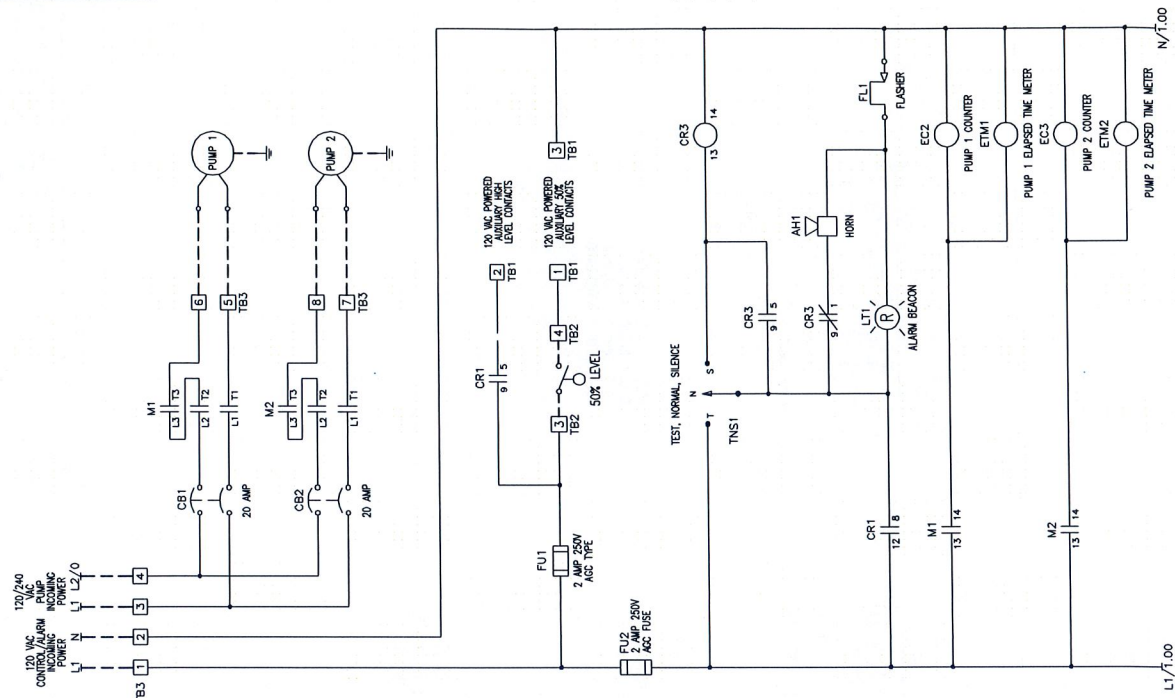 120 VAC
CONTROL/ALARM
INCOMING
POWER
L1
N
120/240
VAC
PUMP
INCOMING
POWER
L1
L2/0
TB3
1
2
3
4
CB1
20 AMP
M1
L3 T3
L2 T2
L1 T1
6
5
TB3
PUMP 1
CB2
20 AMP
M2
L3 T3
L2 T2
L1 T1
8
7
TB3
PUMP 2
FU1
2 AMP 250V
AGC TYPE
CR1
9 5
2
TB1
120 VAC POWERED
AUXILIARY HIGH
LEVEL CONTACTS
3
TB2
50% LEVEL
4
TB2
1
TB1
120 VAC POWERED
AUXILIARY 50%
LEVEL CONTACTS
3
TB1
FU2
2 AMP 250V
AGC FUSE
TEST, NORMAL, SILENCE
T
N
S
TNS1
CR3
13 14
CR3
9 5
CR3
9 1
AH1
HORN
CR1
12 8
LT1
R
ALARM BEACON
FL1
FLASHER
M1
13 14
EC2
PUMP 1 COUNTER
ETM1
PUMP 1 ELAPSED TIME METER
M2
13 14
EC3
PUMP 2 COUNTER
ETM2
PUMP 2 ELAPSED TIME METER
L1/1.00
N/1.00